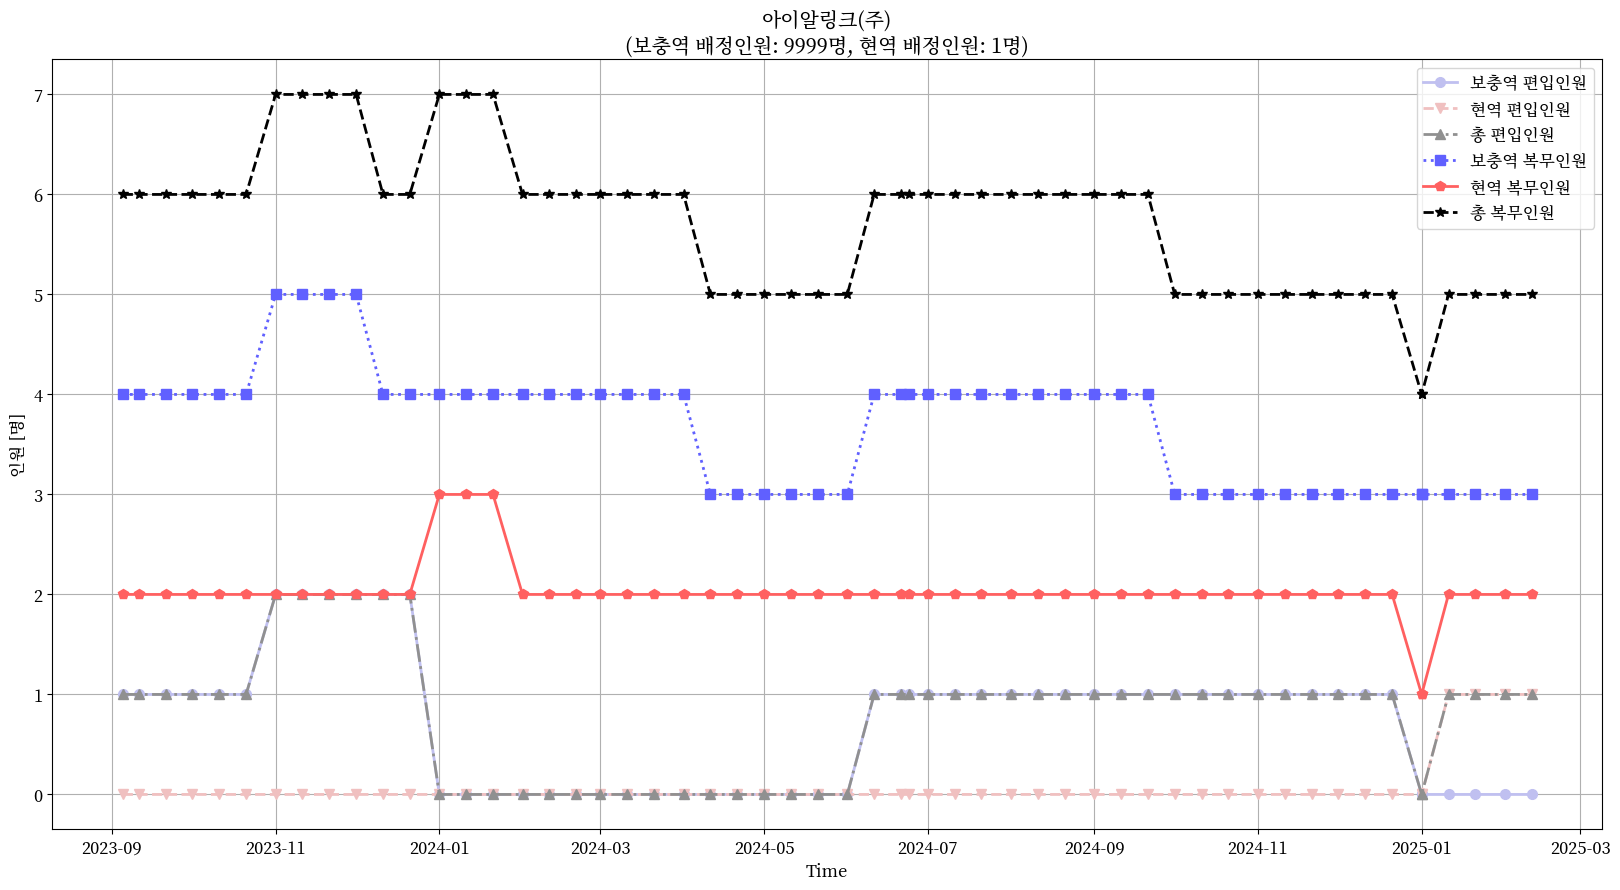 아이알링크(주)
(보충역 배정인원: 9999명, 현역 배정인원: 1명)
보충역 편입인원
현역 편입인원
총 편입인원
보충역 복무인원
현역 복무인원
총 복무인원
인원 [명]
7
6
5
4
3
2
1
0
2023-09
2023-11
2024-01
2024-03
2024-05
2024-07
2024-09
2024-11
2025-01
2025-03
Time